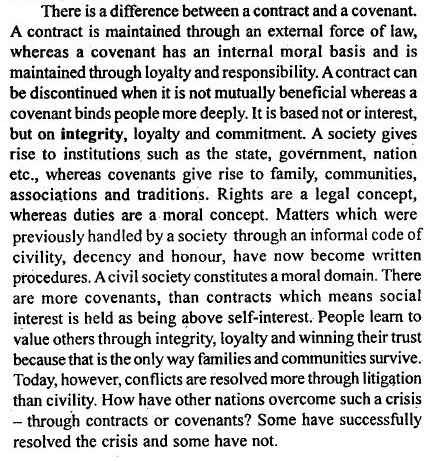 There is a difference between a contract and a covenant.
A contract is maintained through an external force of law,
whereas a covenant has an internal moral basis and is
maintained through loyalty and responsibility. A contract can
be discontinued when it is not mutually beneficial whereas a
covenant binds people more deeply. It is based not or interest,
but on integrity, loyalty and commitment. A society gives
rise to institutions such as the state, government, nation
etc., whereas covenants give rise to family, communities,
associations and traditions. Rights are a legal concept,
whereas duties are a moral concept. Matters which were
previously handled by a society through an informal code of
civility, decency and honour, have now become written
procedures. A civil society constitutes a moral domain. There
are more covenants, than contracts which means social
interest is held as being above self-interest. People learn to
value others through integrity, loyalty and winning their trust
because that is the only way families and communities survive.
Today, however, conflicts are resolved more through litigation
than civility. How have other nations overcome such a crisis
– through contracts or covenants? Some have successfully
resolved the crisis and some have not.